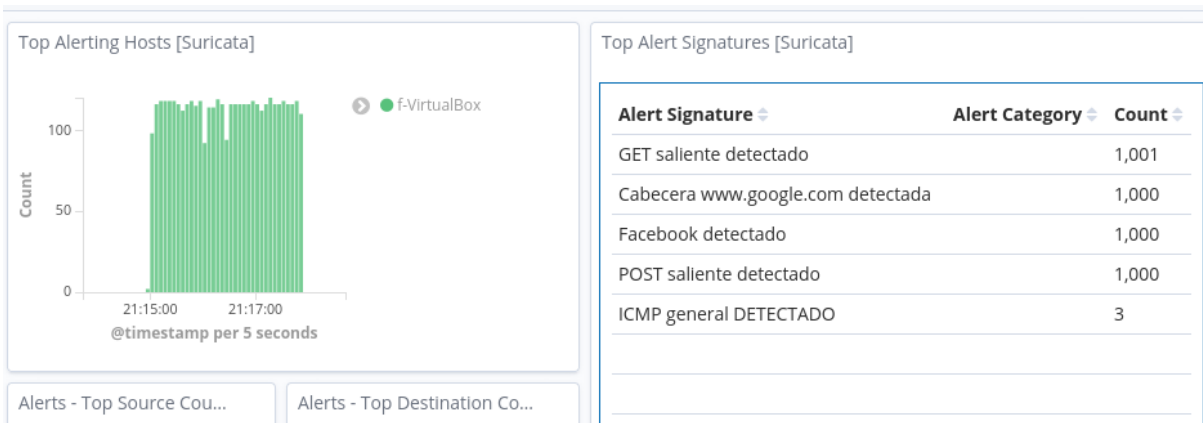 Top Alerting Hosts [Suricata]
100
50
0
Count
21:15:00 21:17:00
@timestamp per 5 seconds
f-VirtualBox
Top Alert Signatures [Suricata]
Alert Signature Alert Category Count
GET saliente detectado 1,001
Cabecera www.google.com detectada 1,000
Facebook detectado 1,000
POST saliente detectado 1,000
ICMP general DETECTADO 3
Alerts - Top Source Cou...
Alerts - Top Destination Co...